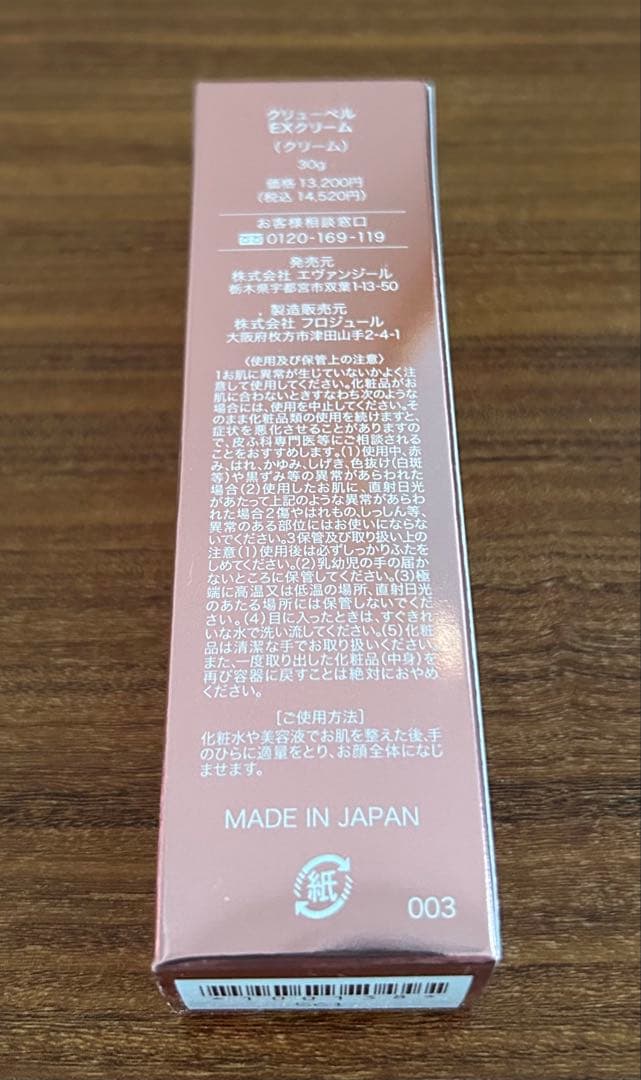 クリューベル
EXクリーム
(クリーム)
30g
価格 13,200円
(税込 14,520円)
お客様相談窓口
0120-169-119
発売元
株式会社 エヴァンジール
栃木県宇都宮市双葉1-13-50
製造販売元
株式会社 フロジュール
大阪府枚方市津田山手2-4-1
〈使用及び保管上の注意〉
1お肌に異常が生じていないかよく注
意して使用してください。化粧品がお
肌に合わないときすなわち次のような
場合には、使用を中止してください。そ
のまま化粧品類の使用を続けますと、
症状を悪化させることがありますの
で、皮ふ科専門医等にご相談される
ことをおすすめします。(1)使用中、赤
み、はれ、かゆみ、しげき、色抜け(白斑
等)や黒ずみ等の異常があらわれた
場合(2)使用したお肌に、直射日光
があたって上記のような異常があらわ
れた場合2傷やはれもの、しっしん等、
異常のある部位にはお使いにならな
いでください。3保管及び取り扱い上の
注意(1)使用後は必ずしっかりふたを
しめてください。(2)乳幼児の手の届か
ないところに保管してください。(3)極
端に高温又は低温の場所、直射日光
のあたる場所には保管しないでくだ
さい。(4)目に入ったときは、すぐきれ
いな水で洗い流してください。(5)化粧
品は清潔な手でお取り扱いください。
また、一度取り出した化粧品(中身)を
再び容器に戻すことは絶対におやめ
ください。
[ご使用方法]
化粧水や美容液でお肌を整えた後、手
のひらに適量をとり、お顔全体になじ
ませます。
MADE IN JAPAN
紙
003